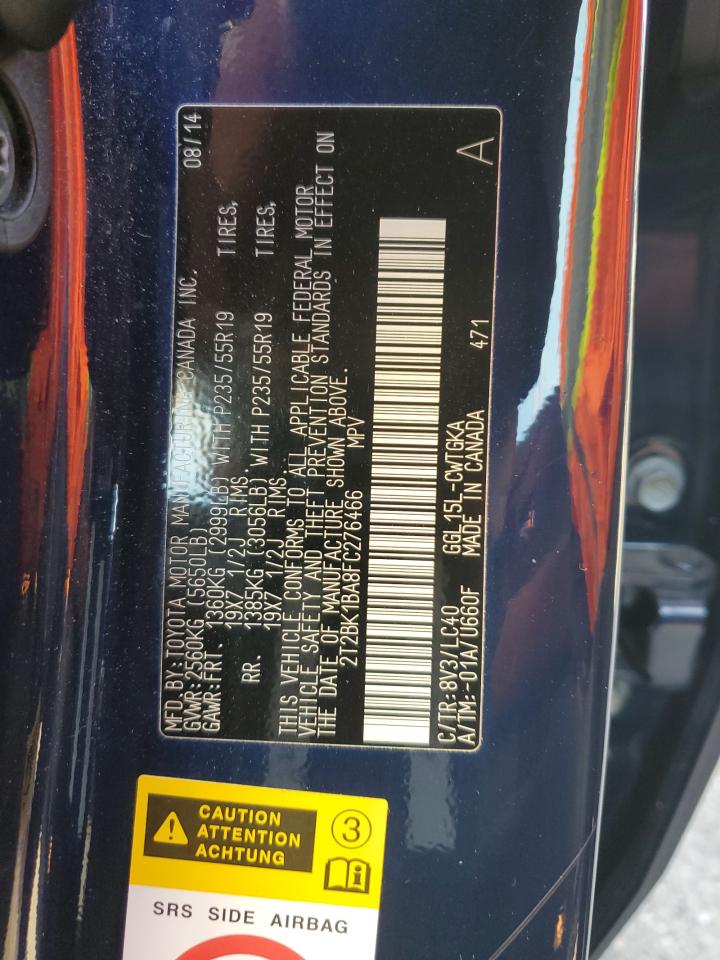 MFD BY:TOYOTA MOTOR MANUFACTURING CANADA INC. 08/14
GVWR:2560KG (5650LB)
GAWR:FRT. 1360KG (2999LB) WITH P235/55R19 TIRES,
19X7 1/2J RIMS
RR. 1385KG (3056LB) WITH P235/55R19 TIRES,
19X7 1/2J RIMS
THIS VEHICLE CONFORMS TO ALL APPLICABLE FEDERAL MOTOR
VEHICLE SAFETY AND THEFT PREVENTION STANDARDS IN EFFECT ON
THE DATE OF MANUFACTURE SHOWN ABOVE.
2T2BK1BA8FC276466 MPV
C/TR:8V3/LC40 GGL15L-CWTGKA 471
A/TM:-01A/U660F MADE IN CANADA
A
CAUTION
ATTENTION
ACHTUNG
3
SRS SIDE AIRBAG